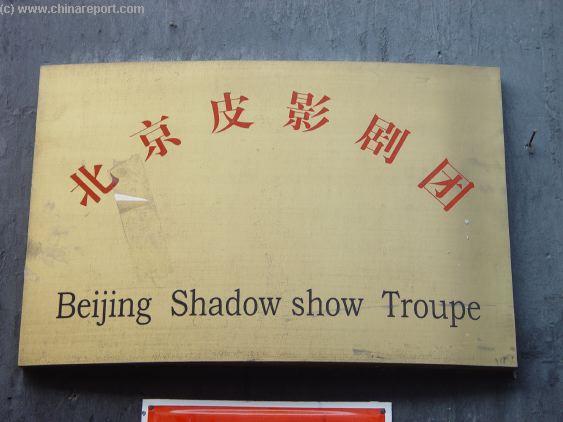 (c) www.chinareport.com
北京皮影剧团
Beijing Shadow show Troupe